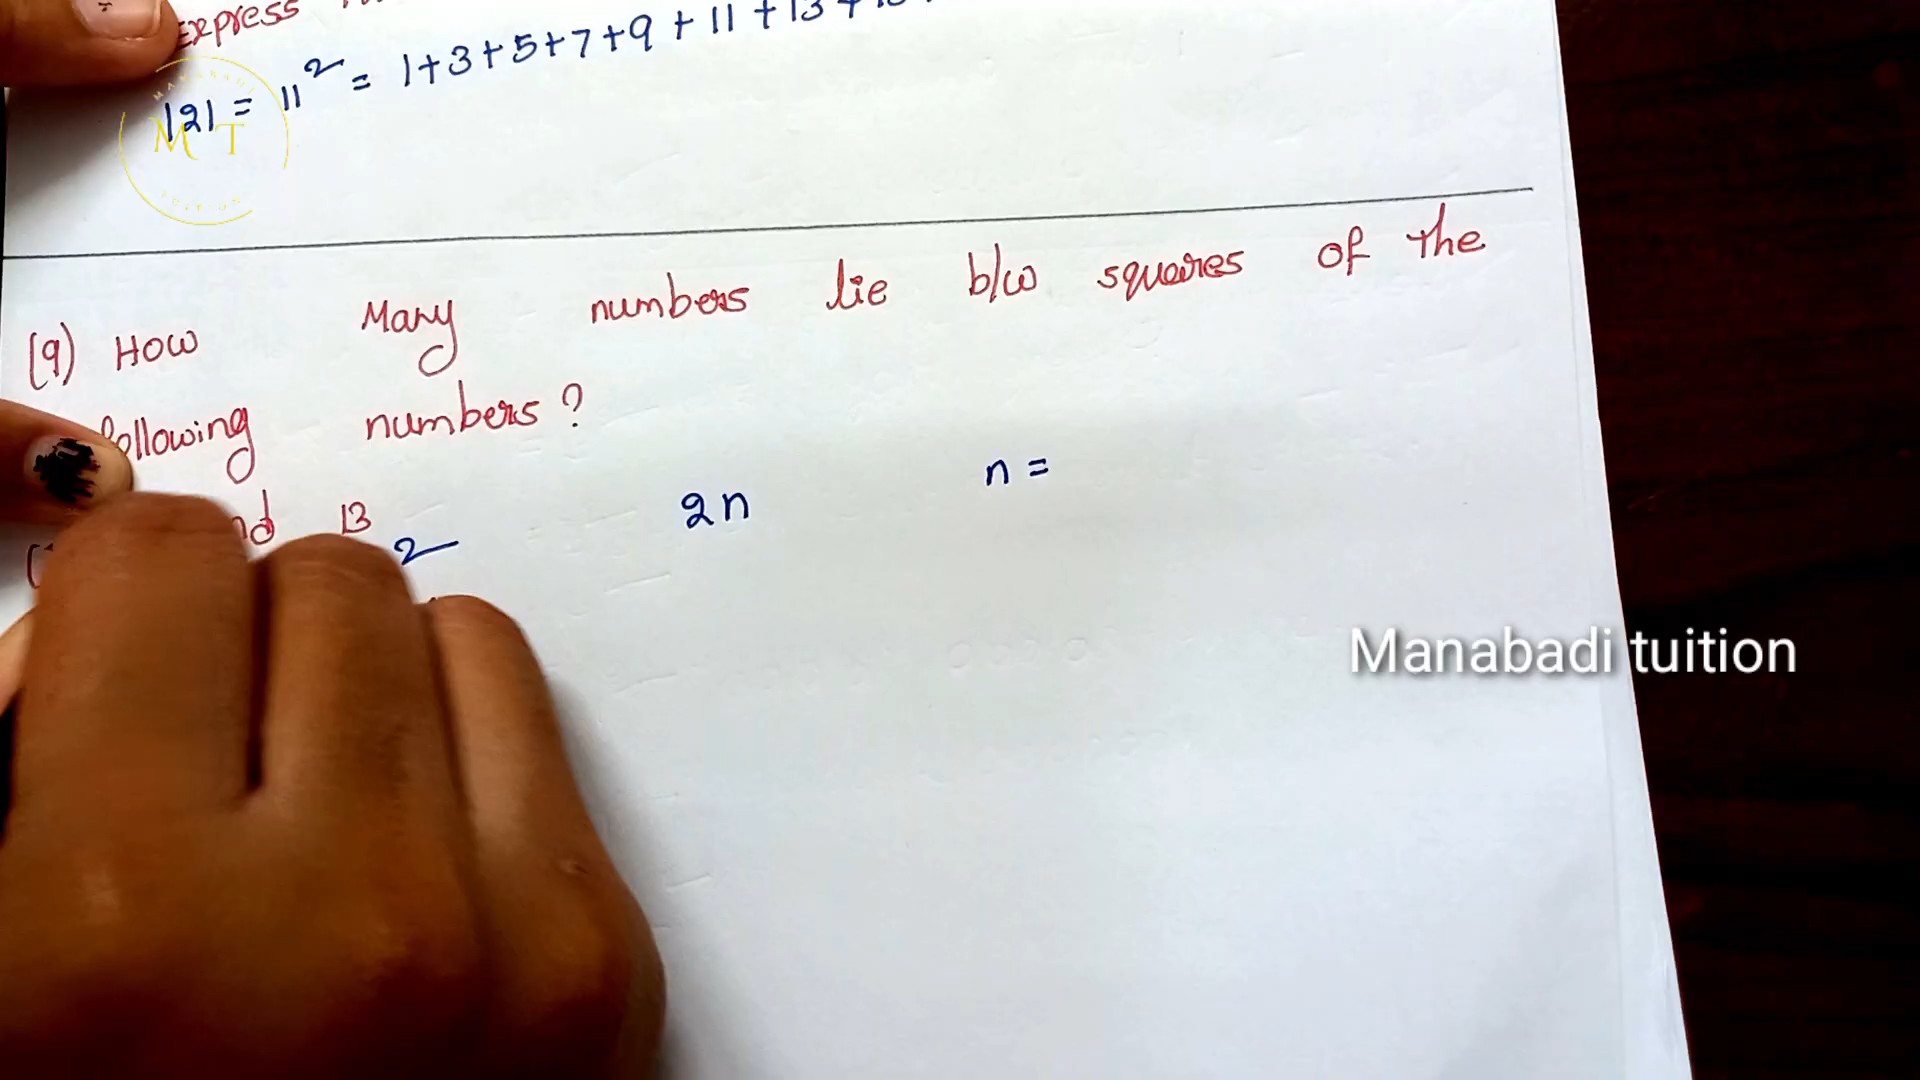 Express
121 = 11² = 1+3+5+7+9+11+13+
M T
(9) How Many numbers lie b/w squares of the
following numbers?
13
2
2n
n =
Manabadi tuition